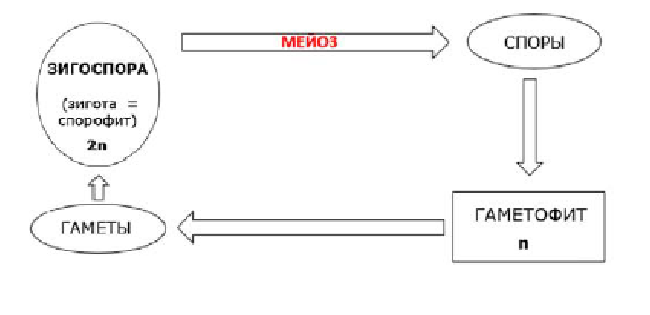 МЕЙОЗ
СПОРЫ
ЗИГОСПОРА
(зигота =
спорофит)
2n
ГАМЕТЫ
ГАМЕТОФИТ
n